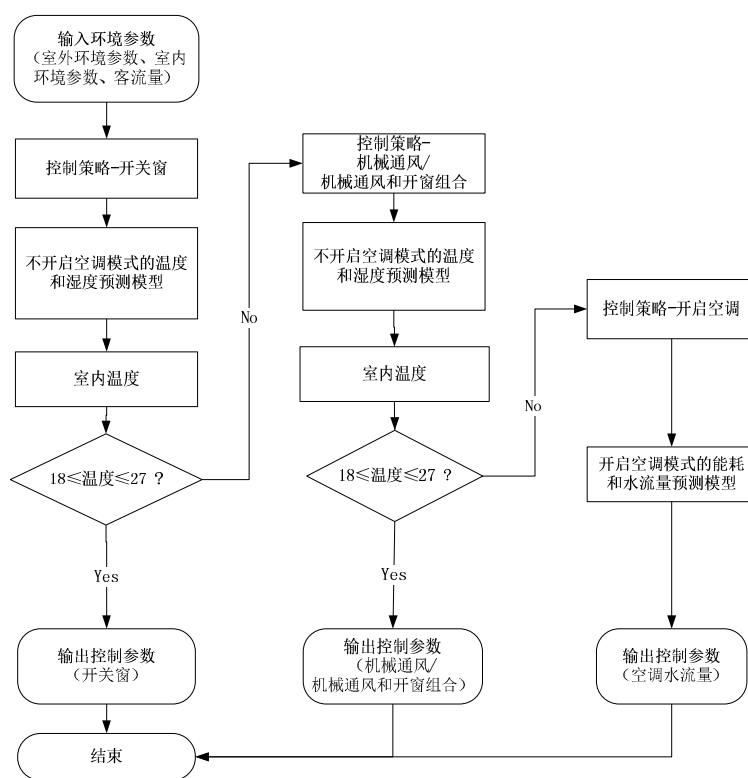 输入环境参数
（室外环境参数、室内
环境参数、客流量）
控制策略-开关窗
不开启空调模式的温度
和湿度预测模型
室内温度
18≤温度≤27 ?
Yes
No
输出控制参数
（开关窗）
结束
控制策略-
机械通风/
机械通风和开窗组合
不开启空调模式的温度
和湿度预测模型
室内温度
18≤温度≤27 ?
Yes
No
输出控制参数
（机械通风/
机械通风和开窗组合）
控制策略-开启空调
开启空调模式的能耗
和水流量预测模型
输出控制参数
（空调水流量）